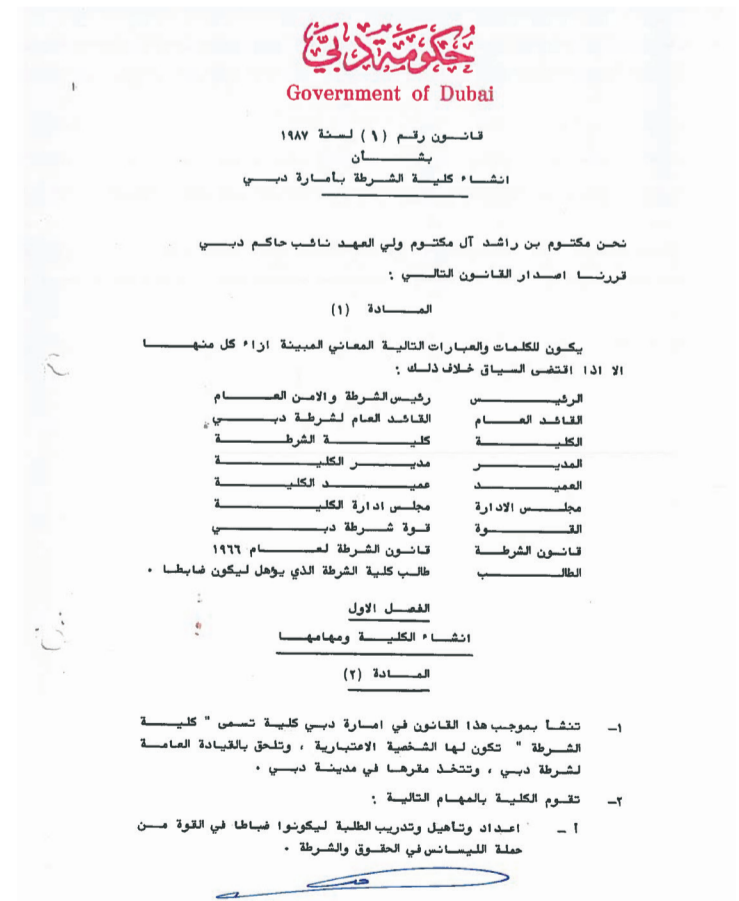 حكومة دبي
Government of Dubai
قانون رقم (١) لسنة ١٩٨٧
بشأن
انشاء كلية الشرطة بأمارة دبي
نحن مكتوم بن راشد آل مكتوم ولي العهد نائب حاكم دبي
قررنا اصدار القانون التالي :
المادة (١)
يكون للكلمات والعبارات التالية المعاني المبينة ازاء كل منها
الا اذا اقتضى السياق خلاف ذلك :
الرئيس رئيس الشرطة والامن العام
القائد العام القائد العام لشرطة دبي
الكلية كلية الشرطة
المدير مدير الكلية
العميد عميد الكلية
مجلس الادارة مجلس ادارة الكلية
القوة قوة شرطة دبي
قانون الشرطة قانون الشرطة لعام ١٩٦٦
الطالب طالب كلية الشرطة الذي يؤهل ليكون ضابطا .
الفصل الاول
انشاء الكلية ومهامها
المادة (٢)
١- تنشأ بموجب هذا القانون في امارة دبي كلية تسمى " كلية
الشرطة " تكون لها الشخصية الاعتبارية ، وتلحق بالقيادة العامة
لشرطة دبي ، وتتخذ مقرها في مدينة دبي .
٢- تقوم الكلية بالمهام التالية :
أ - اعداد وتأهيل وتدريب الطلبة ليكونوا ضباطا في القوة من
حملة الليسانس في الحقوق والشرطة .